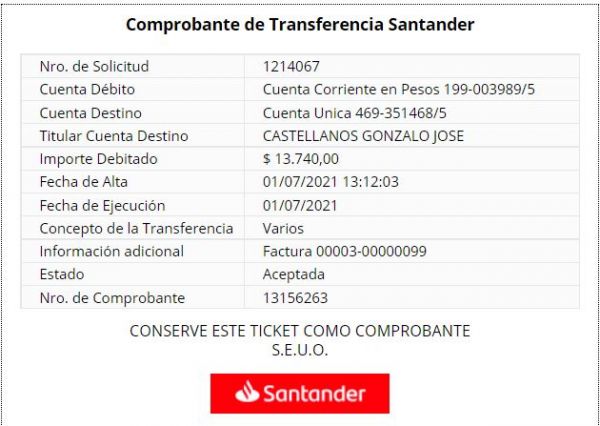 Comprobante de Transferencia Santander
Nro. de Solicitud 1214067
Cuenta Débito Cuenta Corriente en Pesos 199-003989/5
Cuenta Destino Cuenta Unica 469-351468/5
Titular Cuenta Destino CASTELLANOS GONZALO JOSE
Importe Debitado $ 13.740,00
Fecha de Alta 01/07/2021 13:12:03
Fecha de Ejecución 01/07/2021
Concepto de la Transferencia Varios
Información adicional Factura 00003-00000099
Estado Aceptada
Nro. de Comprobante 13156263
CONSERVE ESTE TICKET COMO COMPROBANTE
S.E.U.O.
Santander